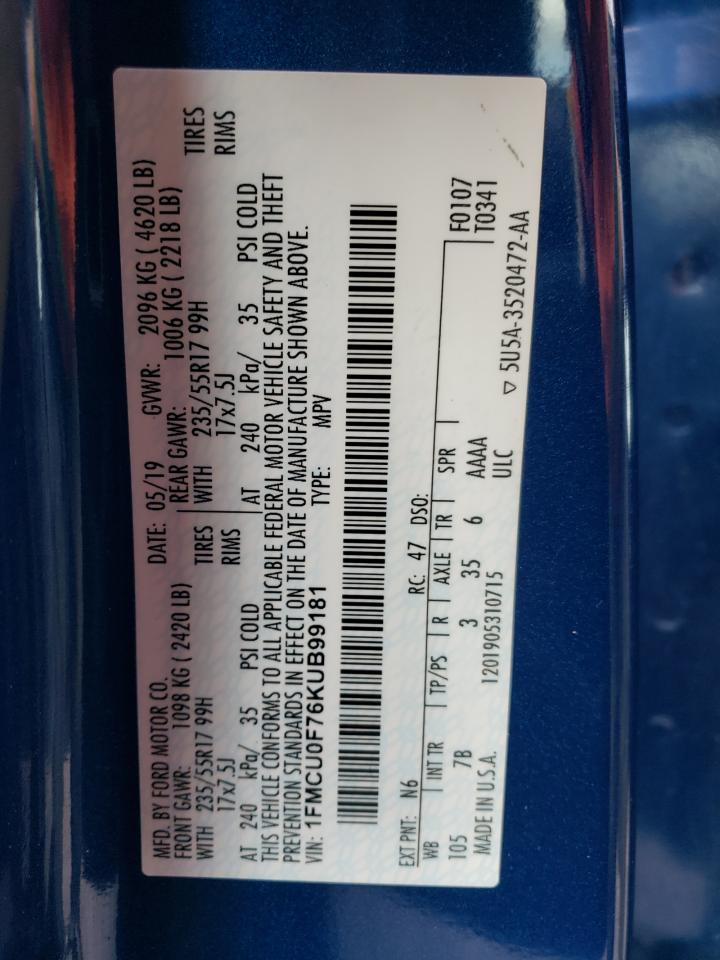 MFD. BY FORD MOTOR CO. DATE: 05/19 GVWR: 2096 KG ( 4620 LB)
FRONT GAWR: 1098 KG ( 2420 LB) REAR GAWR: 1006 KG ( 2218 LB)
WITH 235/55R17 99H TIRES WITH 235/55R17 99H TIRES
17x7.5J RIMS 17x7.5J RIMS
AT 240 kPa/ 35 PSI COLD AT 240 kPa/ 35 PSI COLD
THIS VEHICLE CONFORMS TO ALL APPLICABLE FEDERAL MOTOR VEHICLE SAFETY AND THEFT
PREVENTION STANDARDS IN EFFECT ON THE DATE OF MANUFACTURE SHOWN ABOVE.
VIN: 1FMCU0F76KUB99181 TYPE: MPV
EXT PNT: N6 RC: 47 DSO: F0107
WB INT TR TP/PS R AXLE TR SPR T0341
105 7B 3 35 6 AAAA
MADE IN U.S.A. 1201905310715 ULC
▽ 5U5A-3520472-AA